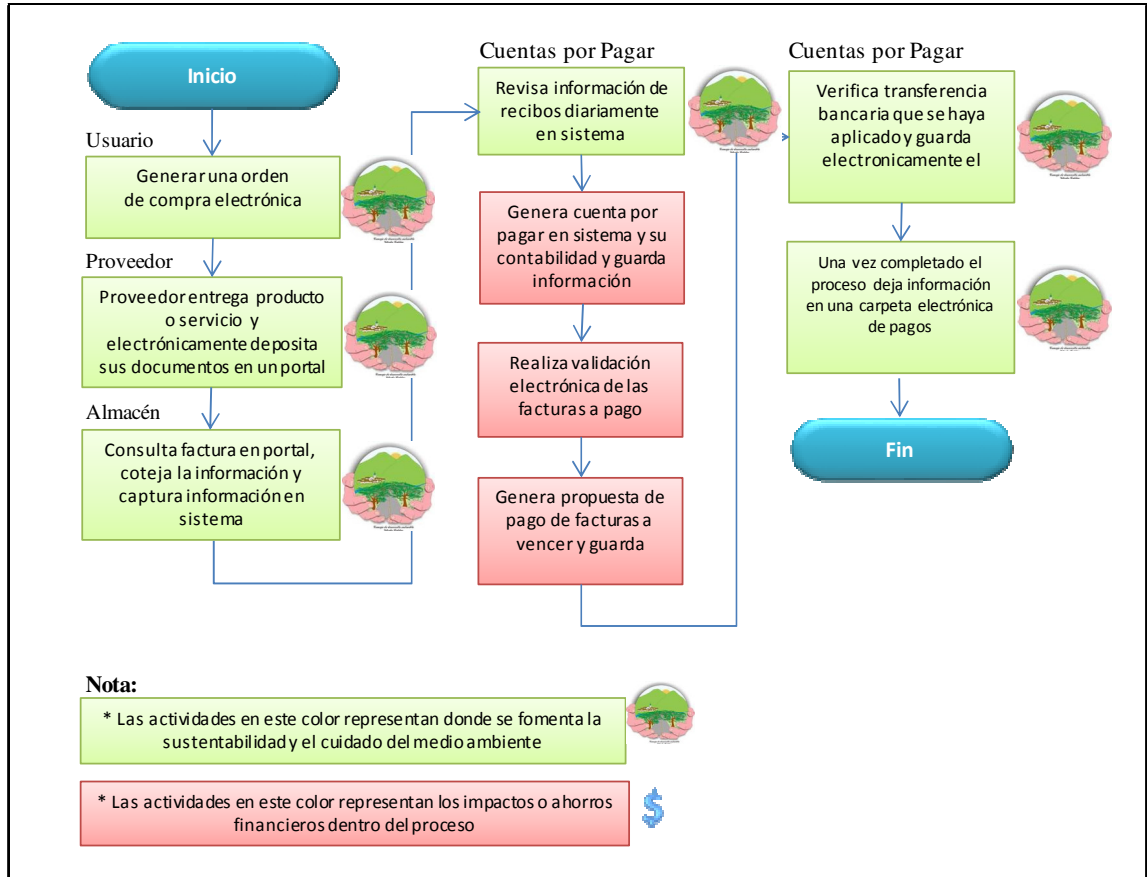 Inicio
Usuario
Generar una orden
de compra electrónica
Proveedor
Proveedor entrega producto
o servicio y
electrónicamente deposita
sus documentos en un portal
Almacén
Consulta factura en portal,
coteja la información y
captura información en
sistema
Cuentas por Pagar
Revisa información de
recibos diariamente
en sistema
Genera cuenta por
pagar en sistema y su
contabilidad y guarda
información
Realiza validación
electrónica de las
facturas a pago
Genera propuesta de
pago de facturas a
vencer y guarda
Cuentas por Pagar
Verifica transferencia
bancaria que se haya
aplicado y guarda
electronicamente el
Una vez completado el
proceso deja información
en una carpeta electrónica
de pagos
Fin
Nota:
* Las actividades en este color representan donde se fomenta la
sustentabilidad y el cuidado del medio ambiente
* Las actividades en este color representan los impactos o ahorros
financieros dentro del proceso
$